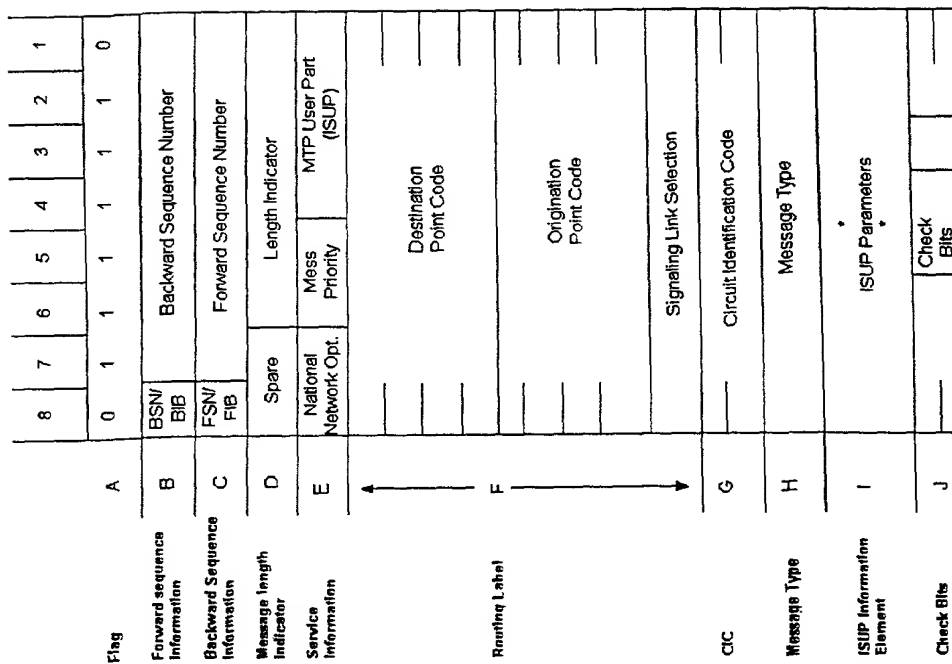 8 7 6 5 4 3 2 1
Flag A 0 1 1 1 1 1 1 0
Forward sequence
Information
B
BSN/
BIB
Backward Sequence Number
Backward Sequence
Information
C
FSN/
FIB
Forward Sequence Number
Message length
indicator
D
Spare
Length Indicator
Service
Information
E
National
Network Opt.
Mess
Priority
MTP User Part
(ISUP)
Routing Label
F
Destination
Point Code
Origination
Point Code
Signaling Link Selection
CIC
G
Circuit Identification Code
Message Type
H
Message Type
ISUP Information
Element
I
*
ISUP Parameters
*
Check Bits
J
Check
Bits